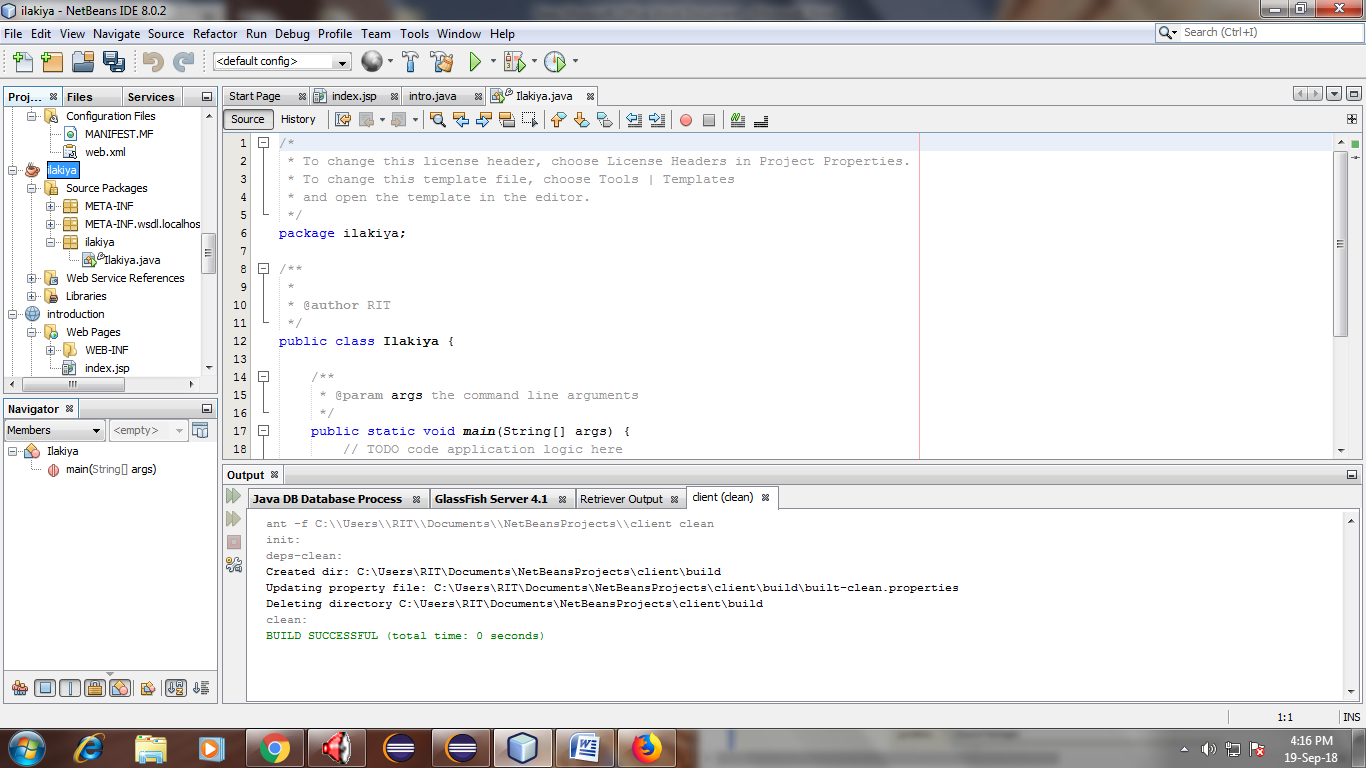 ilakiya - NetBeans IDE 8.0.2
File Edit View Navigate Source Refactor Run Debug Profile Team Tools Window Help
Search (Ctrl+I)
<default config>
Proj... Files Services
Configuration Files
MANIFEST.MF
web.xml
ilakiya
Source Packages
META-INF
META-INF.wsdl.localhos
ilakiya
Ilakiya.java
Web Service References
Libraries
introduction
Web Pages
WEB-INF
index.jsp
Navigator
Members <empty>
Ilakiya
main(String[] args)
Start Page index.jsp intro.java Ilakiya.java
Source History
1 /*
2 * To change this license header, choose License Headers in Project Properties.
3 * To change this template file, choose Tools | Templates
4 * and open the template in the editor.
5 */
6 package ilakiya;
7
8 /**
9 *
10 * @author RIT
11 */
12 public class Ilakiya {
13
14 /**
15 * @param args the command line arguments
16 */
17 public static void main(String[] args) {
18 // TODO code application logic here
Output
Java DB Database Process GlassFish Server 4.1 Retriever Output client (clean)
ant -f C:\\Users\\RIT\\Documents\\NetBeansProjects\\client clean
init:
deps-clean:
Created dir: C:\Users\RIT\Documents\NetBeansProjects\client\build
Updating property file: C:\Users\RIT\Documents\NetBeansProjects\client\build\built-clean.properties
Deleting directory C:\Users\RIT\Documents\NetBeansProjects\client\build
clean:
BUILD SUCCESSFUL (total time: 0 seconds)
1:1 INS
4:16 PM
19-Sep-18